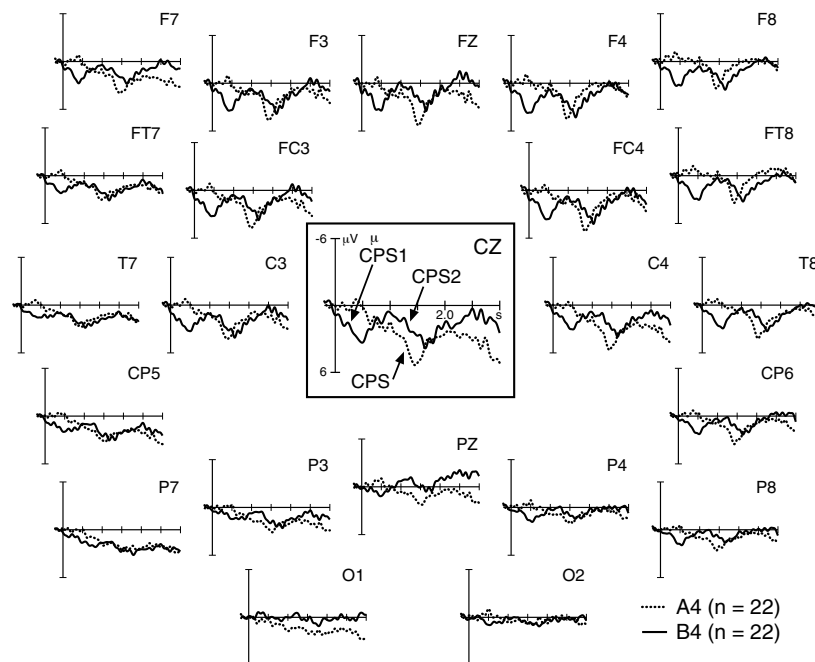 F7
F3
FZ
F4
F8
FT7
FC3
FC4
FT8
-6
μV
μ
CZ
CPS1
CPS2
2.0
s
CPS
6
T7
C3
C4
T8
CP5
CP6
P7
P3
PZ
P4
P8
O1
O2
A4 (n = 22)
B4 (n = 22)